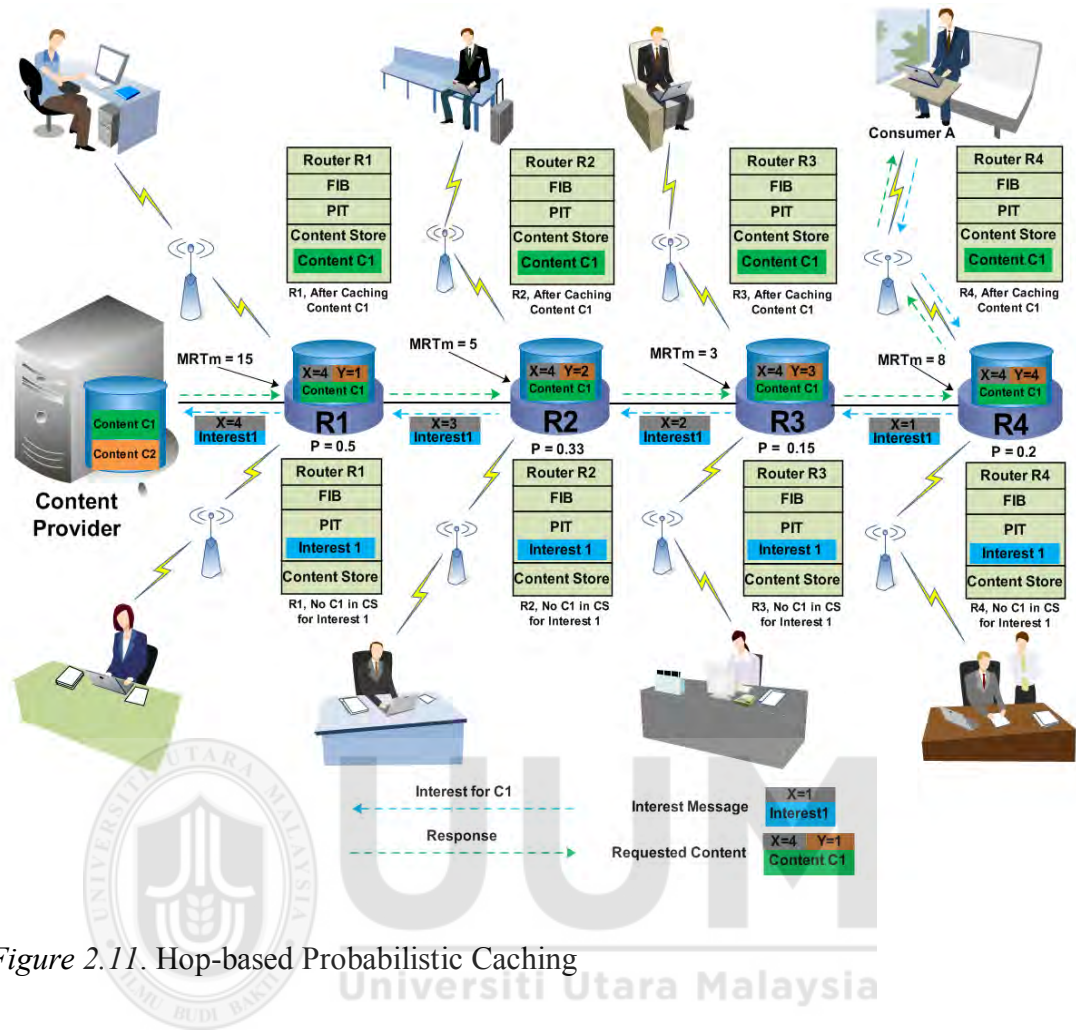 Consumer A
Router R1
FIB
PIT
Content Store
Content C1
R1, After Caching
Content C1
Router R2
FIB
PIT
Content Store
Content C1
R2, After Caching
Content C1
Router R3
FIB
PIT
Content Store
Content C1
R3, After Caching
Content C1
Router R4
FIB
PIT
Content Store
Content C1
R4, After Caching
Content C1
MRTm = 15
MRTm = 5
MRTm = 3
MRTm = 8
Content C1
Content C2
Content
Provider
X=4 Y=1
Content C1
R1
P = 0.5
X=4 Y=2
Content C1
R2
P = 0.33
X=4 Y=3
Content C1
R3
P = 0.15
X=4 Y=4
Content C1
R4
P = 0.2
X=4
Interest1
X=3
Interest1
X=2
Interest1
X=1
Interest1
Router R1
FIB
PIT
Interest 1
Content Store
R1, No C1 in CS
for Interest 1
Router R2
FIB
PIT
Interest 1
Content Store
R2, No C1 in CS
for Interest 1
Router R3
FIB
PIT
Interest 1
Content Store
R3, No C1 in CS
for Interest 1
Router R4
FIB
PIT
Interest 1
Content Store
R4, No C1 in CS
for Interest 1
Interest for C1
Response
Interest Message
X=1
Interest1
Requested Content
X=4 Y=1
Content C1
UNIVERSITI UTARA MALAYSIA
ILMU BUDI BAKTI
UUM
Universiti Utara Malaysia
Figure 2.11. Hop-based Probabilistic Caching